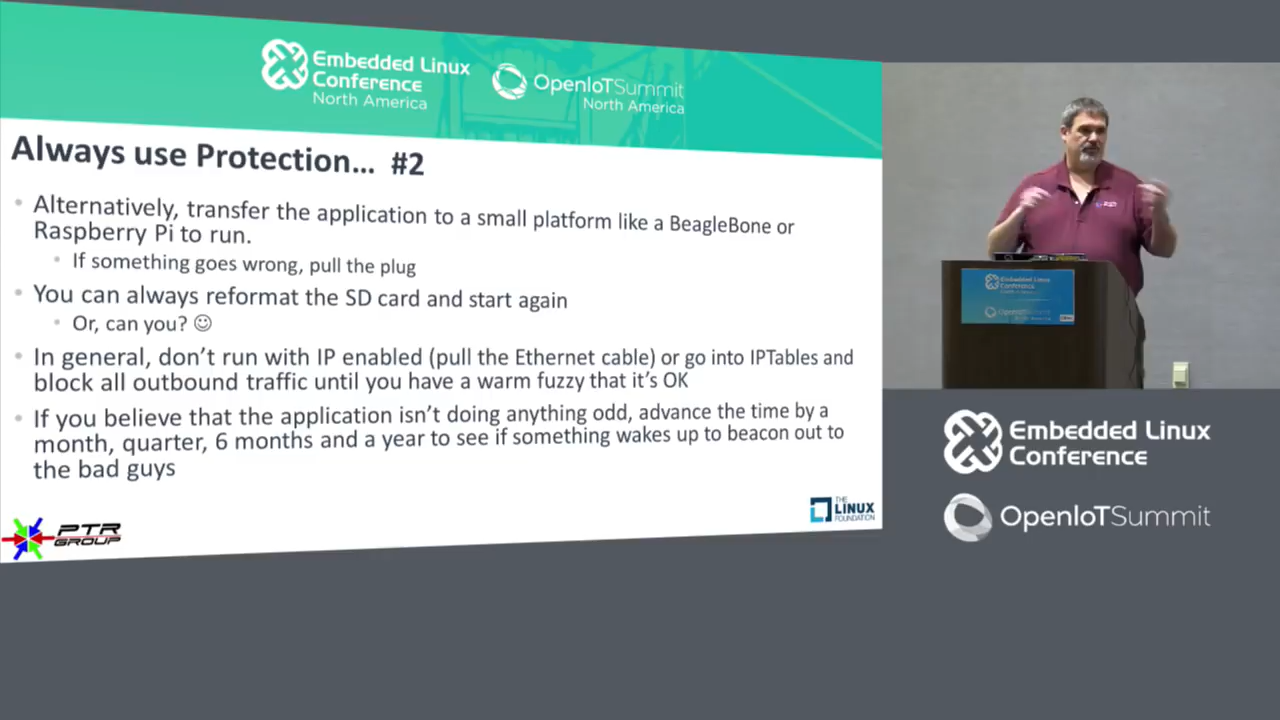 Embedded Linux
Conference
North America
OpenIoTSummit
North America
Always use Protection... #2
Alternatively, transfer the application to a small platform like a BeagleBone or
Raspberry Pi to run.
If something goes wrong, pull the plug
You can always reformat the SD card and start again
Or, can you? ☺
In general, don't run with IP enabled (pull the Ethernet cable) or go into IPTables and
block all outbound traffic until you have a warm fuzzy that it's OK
If you believe that the application isn't doing anything odd, advance the time by a
month, quarter, 6 months and a year to see if something wakes up to beacon out to
the bad guys
PTR
GROUP
THE
LINUX
FOUNDATION
Embedded Linux
Conference
OpenIoTSummit
Embedded Linux
Conference
OpenIoTSummit